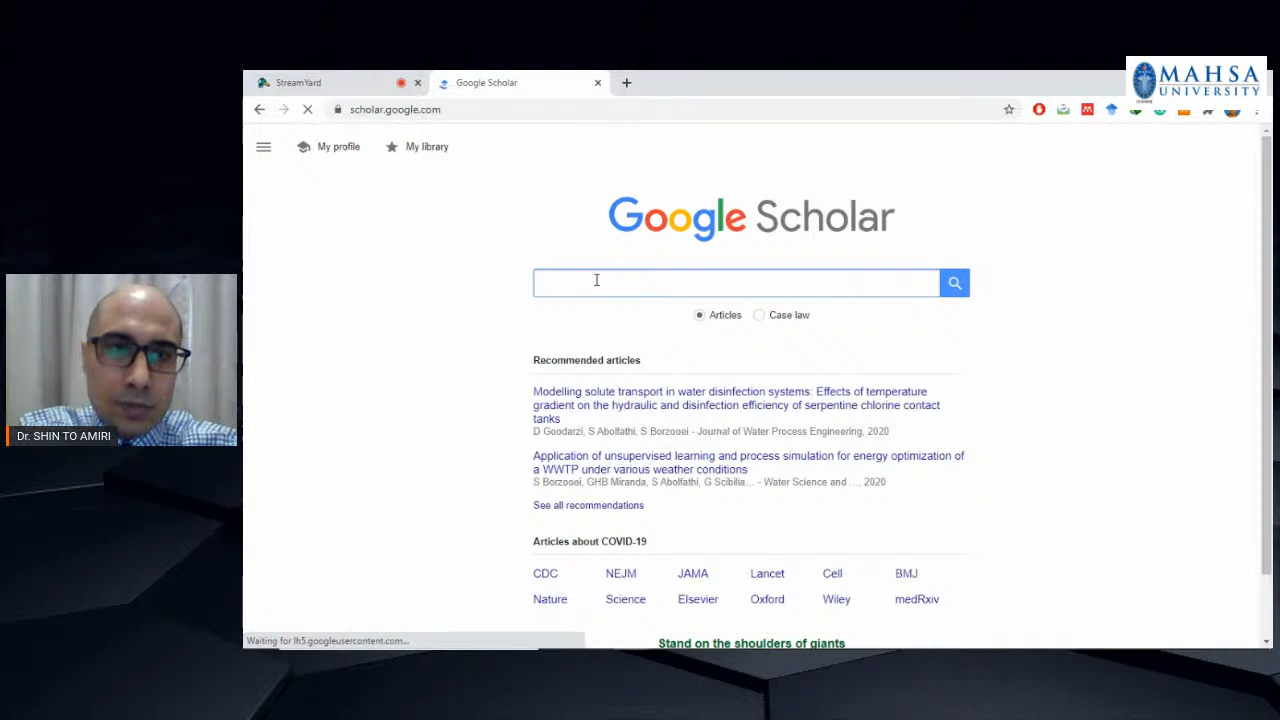 MAHSA
UNIVERSITY
StreamYard
Google Scholar
scholar.google.com
My profile
My library
Google Scholar
Articles
Case law
Recommended articles
Modelling solute transport in water disinfection systems: Effects of temperature
gradient on the hydraulic and disinfection efficiency of serpentine chlorine contact
tanks
D Goodarzi, S Abolfathi, S Borzooei - Journal of Water Process Engineering, 2020
Application of unsupervised learning and process simulation for energy optimization of
a WWTP under various weather conditions
S Borzooei, GHB Miranda, S Abolfathi, G Scibilia... - Water Science and ..., 2020
See all recommendations
Articles about COVID-19
CDC NEJM JAMA Lancet Cell BMJ
Nature Science Elsevier Oxford Wiley medRxiv
Stand on the shoulders of giants
Waiting for lh5.googleusercontent.com...
Dr. SHIN TO AMIRI